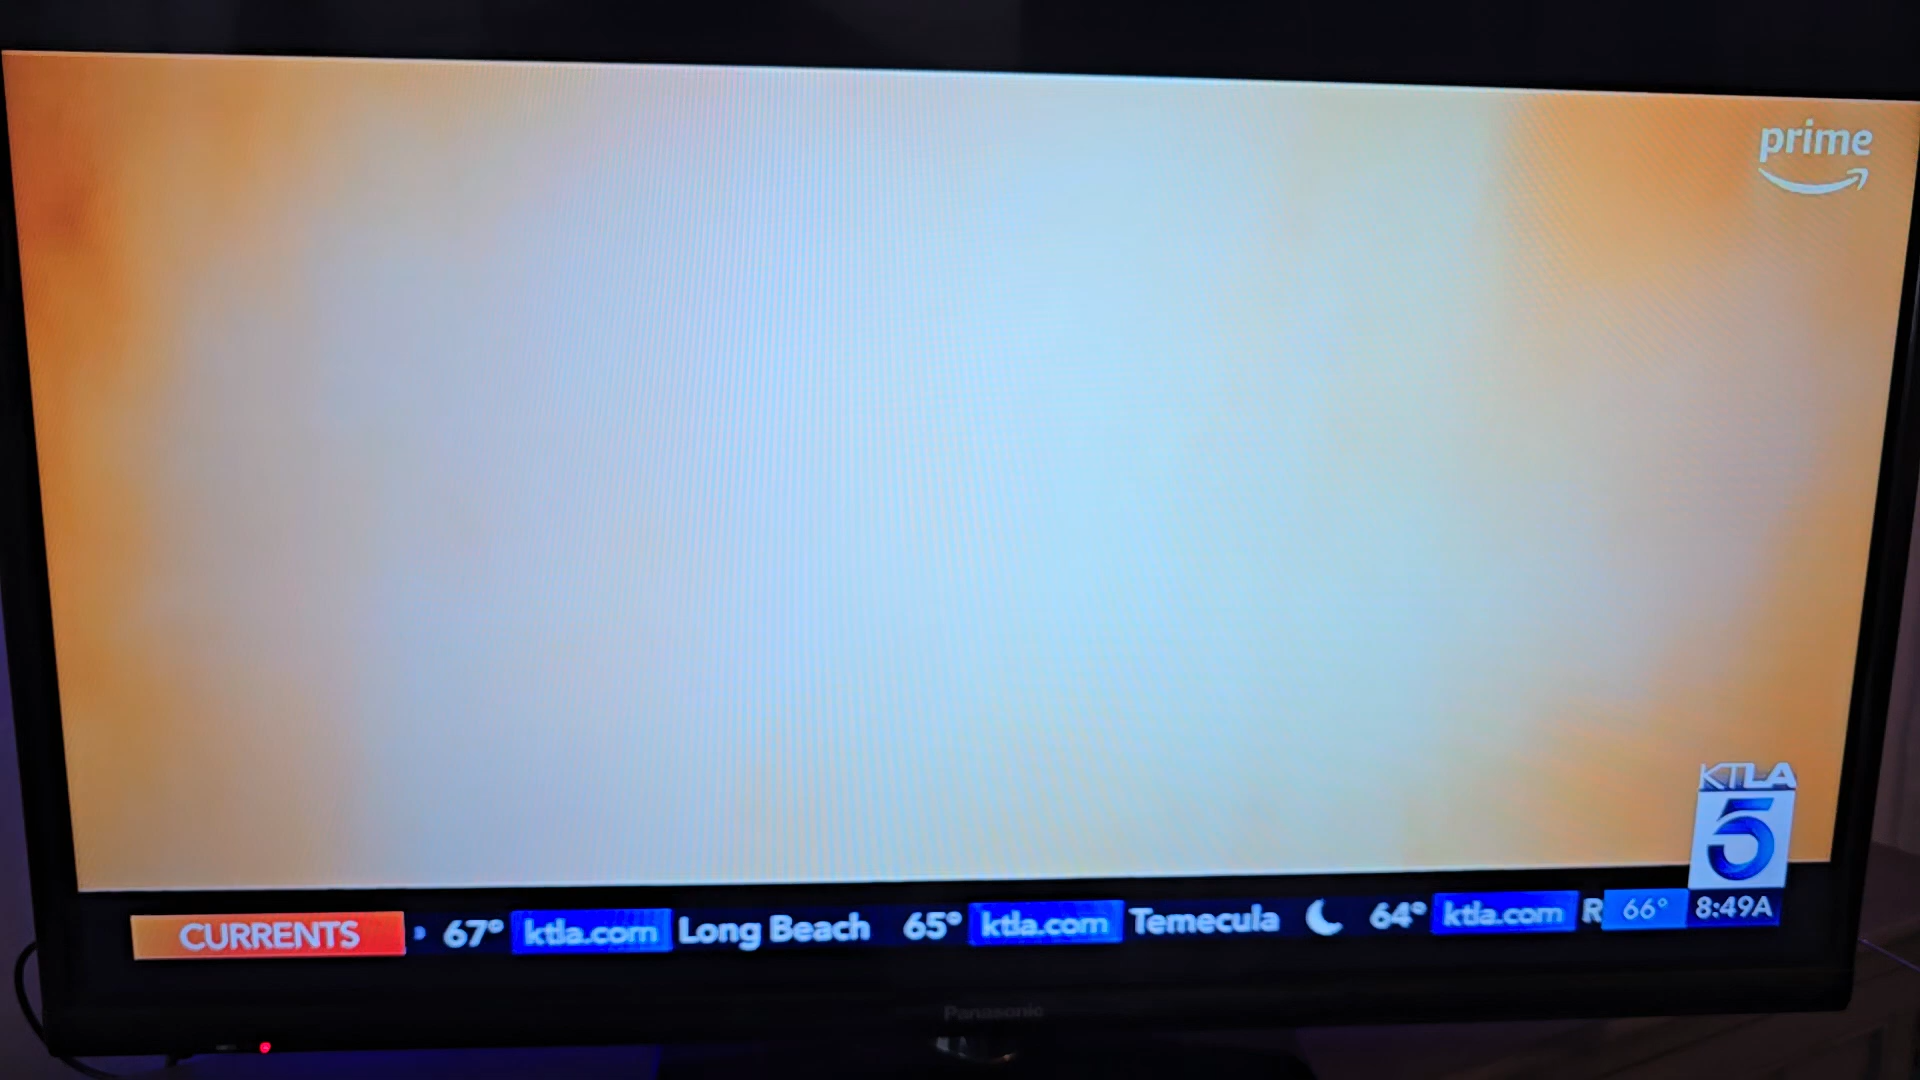 prime
KTLA
5
CURRENTS 67° ktla.com Long Beach 65° ktla.com Temecula 64° ktla.com R 66° 8:49A
Panasonic